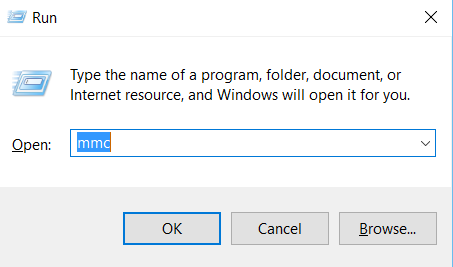 Run
Type the name of a program, folder, document, or
Internet resource, and Windows will open it for you.
Open: mmc
OK Cancel Browse...